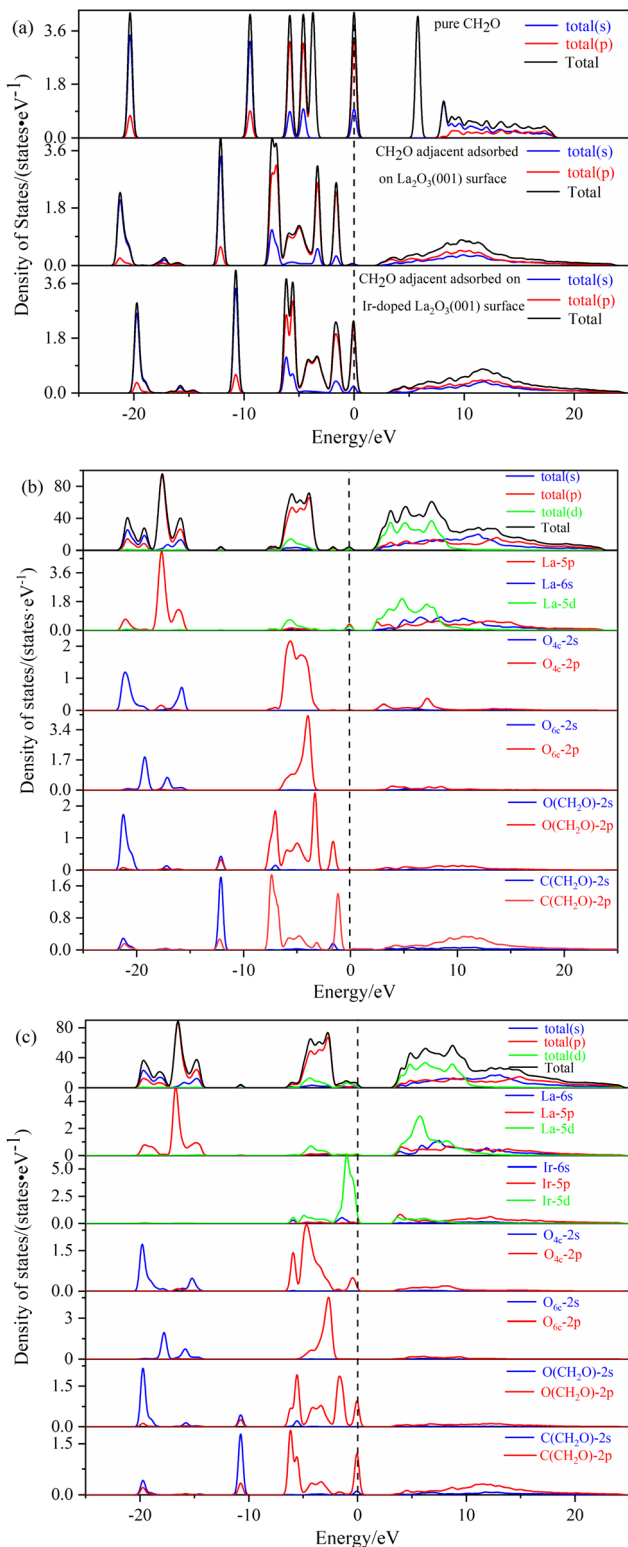 (a)
pure CH₂O
total(s)
total(p)
Total
3.6
1.8
0.0
CH₂O adjacent adsorbed
on La₂O₃(001) surface
total(s)
total(p)
Total
3.6
1.8
0.0
CH₂O adjacent adsorbed on
Ir-doped La₂O₃(001) surface
total(s)
total(p)
Total
3.6
1.8
0.0
Density of States/(states•eV⁻¹)
-20 -10 0 10 20
Energy/eV
(b)
total(s)
total(p)
total(d)
Total
80
40
0
La-5p
La-6s
La-5d
3.6
1.8
0.0
O₄c-2s
O₄c-2p
2
1
0
O₆c-2s
O₆c-2p
3.4
1.7
0.0
O(CH₂O)-2s
O(CH₂O)-2p
2
1
0
C(CH₂O)-2s
C(CH₂O)-2p
1.6
0.8
0.0
Density of states/(states·eV⁻¹)
-20 -10 0 10 20
Energy/eV
(c)
total(s)
total(p)
total(d)
Total
80
40
0
La-6s
La-5p
La-5d
4
2
0
Ir-6s
Ir-5p
Ir-5d
5.0
2.5
0.0
O₄c-2s
O₄c-2p
1.5
0.0
O₆c-2s
O₆c-2p
3
0
O(CH₂O)-2s
O(CH₂O)-2p
1.5
0.0
C(CH₂O)-2s
C(CH₂O)-2p
1.5
0.0
Density of states/(states•eV⁻¹)
-20 -10 0 10 20
Energy/eV